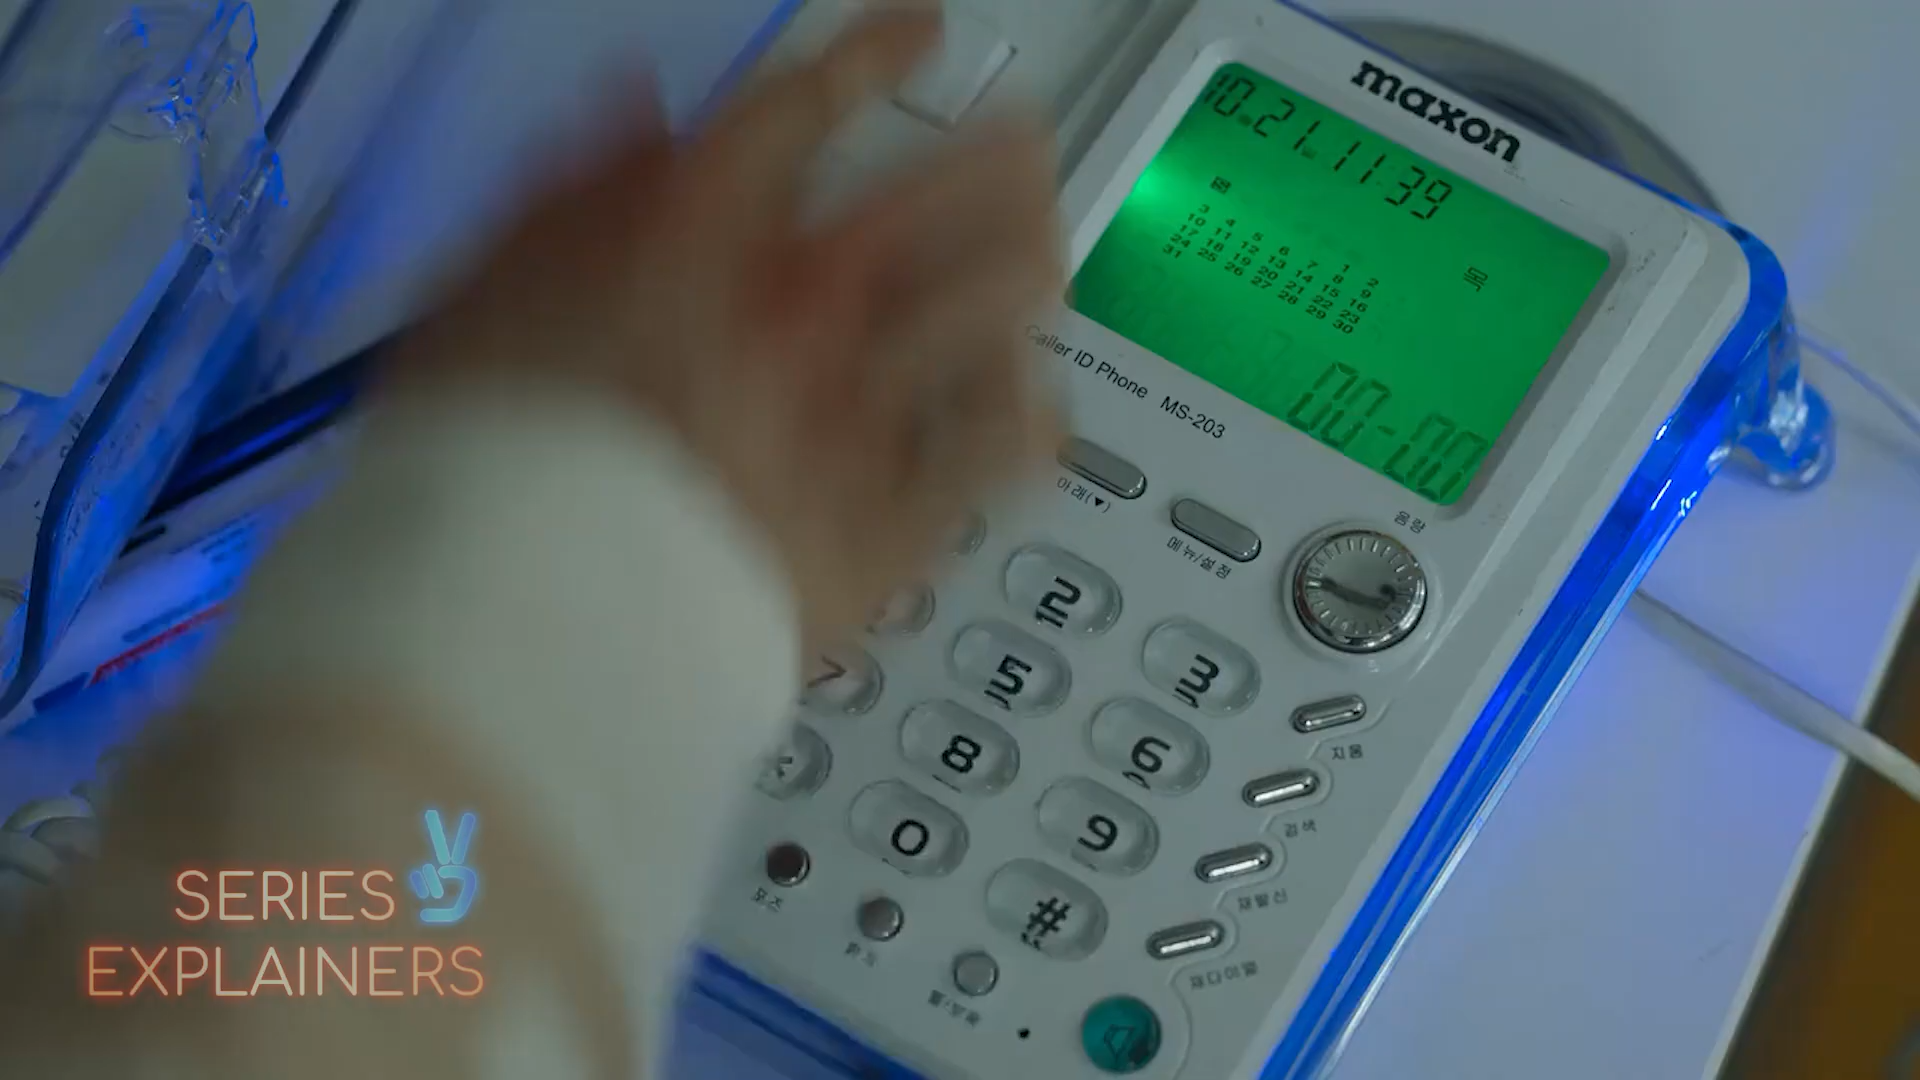 maxon
10.21.11:39
목
1 2
3 4 5 6 7 8 9
10 11 12 13 14 15 16
17 18 19 20 21 22 23
24 25 26 27 28 29 30
31
00-00
Caller ID Phone MS-203
음량
아래(▼)
메뉴/설정
2
3
5
6
지움
7
8
9
검색
0
#
재발신
재다이얼
SERIES
EXPLAINERS